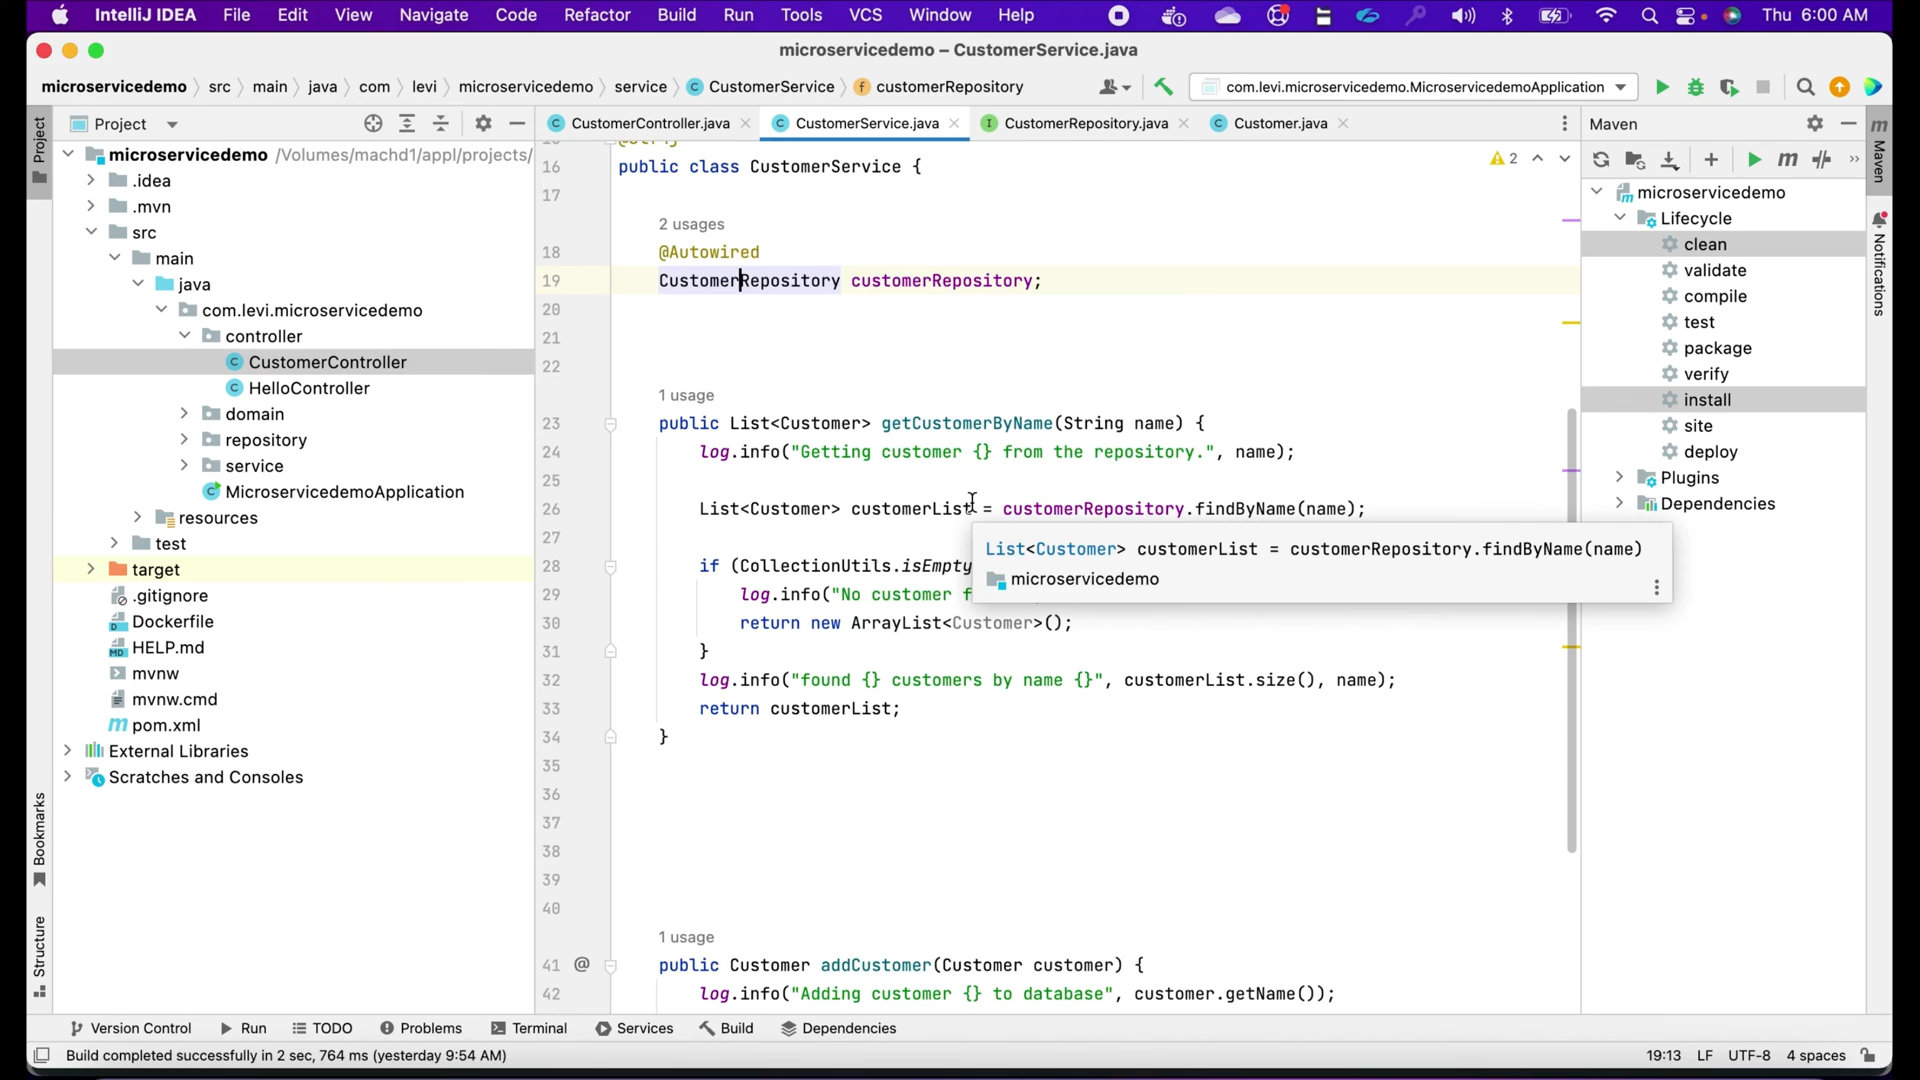 IntelliJ IDEA File Edit View Navigate Code Refactor Build Run Tools VCS Window Help Thu 6:00 AM
microservicedemo – CustomerService.java
microservicedemo src main java com levi microservicedemo service CustomerService customerRepository com.levi.microservicedemo.MicroservicedemoApplication
Project
CustomerController.java CustomerService.java CustomerRepository.java Customer.java
Maven
microservicedemo /Volumes/machd1/appl/projects/
.idea
.mvn
src
main
java
com.levi.microservicedemo
controller
CustomerController
HelloController
domain
repository
service
MicroservicedemoApplication
resources
test
target
.gitignore
Dockerfile
HELP.md
mvnw
mvnw.cmd
pom.xml
External Libraries
Scratches and Consoles
Project
Bookmarks
Structure
2
16 public class CustomerService {
17
2 usages
18 @Autowired
19 CustomerRepository customerRepository;
20
21
22
1 usage
23 public List<Customer> getCustomerByName(String name) {
24 log.info("Getting customer {} from the repository.", name);
25
26 List<Customer> customerList = customerRepository.findByName(name);
27
28 if (CollectionUtils.isEmpty
29 log.info("No customer f
30 return new ArrayList<Customer>();
31 }
32 log.info("found {} customers by name {}", customerList.size(), name);
33 return customerList;
34 }
35
36
37
38
39
40
1 usage
41 @ public Customer addCustomer(Customer customer) {
42 log.info("Adding customer {} to database", customer.getName());
List<Customer> customerList = customerRepository.findByName(name)
microservicedemo
microservicedemo
Lifecycle
clean
validate
compile
test
package
verify
install
site
deploy
Plugins
Dependencies
Maven
Notifications
Version Control Run TODO Problems Terminal Services Build Dependencies
Build completed successfully in 2 sec, 764 ms (yesterday 9:54 AM) 19:13 LF UTF-8 4 spaces